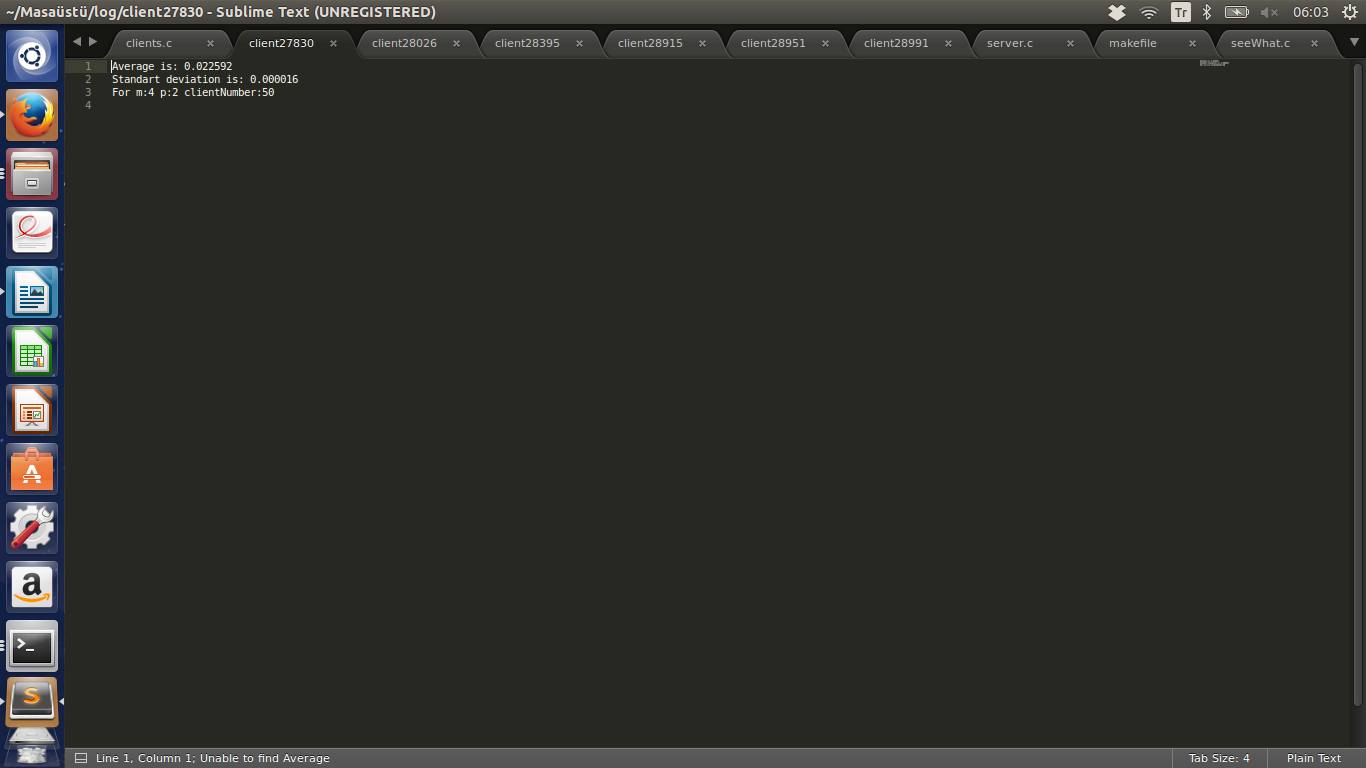 ~/Masaüstü/log/client27830 - Sublime Text (UNREGISTERED)
Tr
06:03
clients.c
client27830
client28026
client28395
client28915
client28951
client28991
server.c
makefile
seeWhat.c
1 Average is: 0.022592
2 Standart deviation is: 0.000016
3 For m:4 p:2 clientNumber:50
4
Line 1, Column 1; Unable to find Average
Tab Size: 4
Plain Text